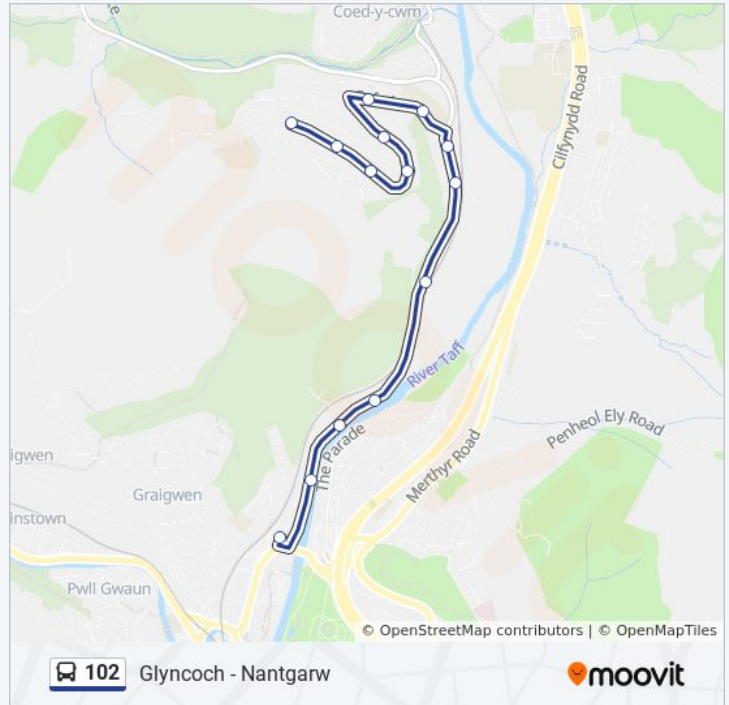 Coed-y-cwm
Cilfynydd Road
River Taff
Penheol Ely Road
The Parade
Merthyr Road
igwen
Graigwen
instown
Pwll Gwaun
© OpenStreetMap contributors | © OpenMapTiles
102 Glyncoch - Nantgarw
moovit